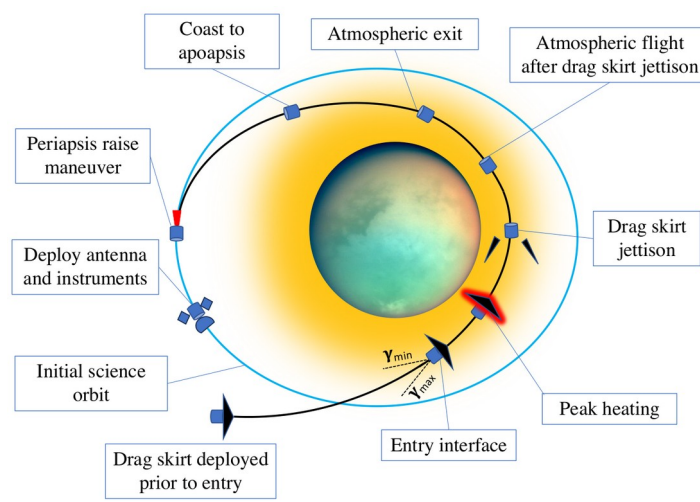 Coast to
apoapsis
Atmospheric exit
Atmospheric flight
after drag skirt jettison
Periapsis raise
maneuver
Drag skirt
jettison
Deploy antenna
and instruments
γmin
γmax
Initial science
orbit
Peak heating
Entry interface
Drag skirt deployed
prior to entry